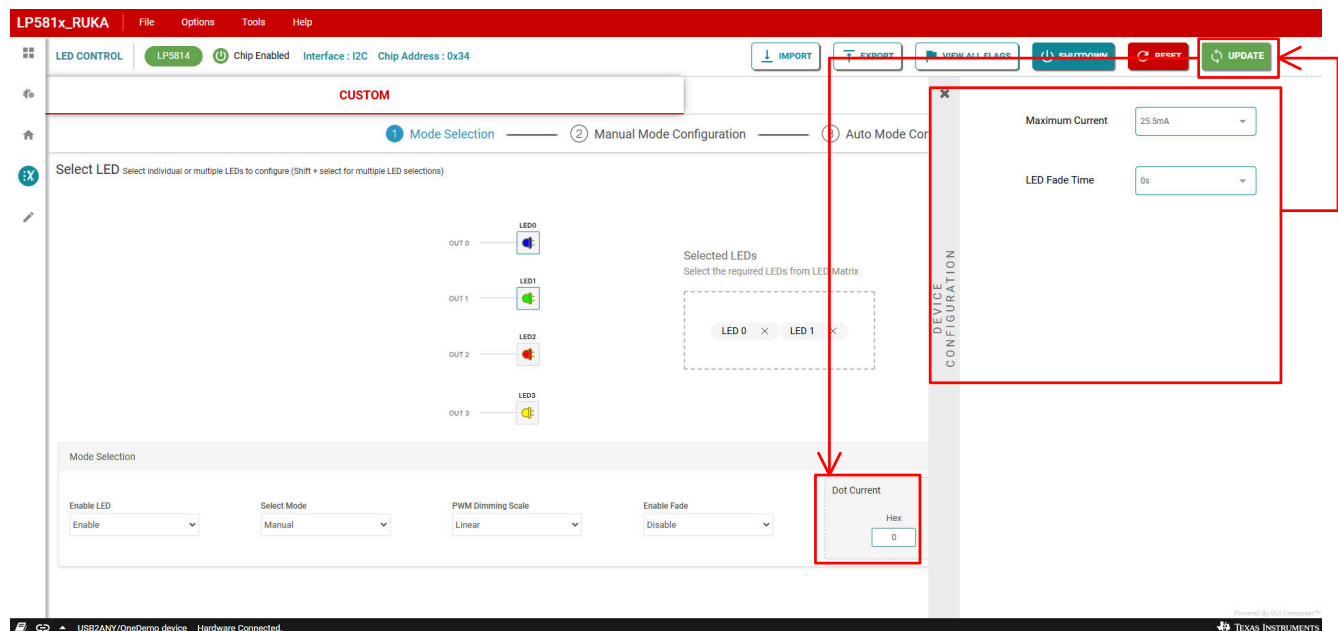 LP581x_RUKA File Options Tools Help
LED CONTROL LP5814 Chip Enabled Interface : I2C Chip Address : 0x34 IMPORT EXPORT VIEW ALL FLAGS SHUTDOWN RESET UPDATE
CUSTOM
1 Mode Selection 2 Manual Mode Configuration 3 Auto Mode Con
Select LED Select individual or multiple LEDs to configure (Shift + select for multiple LED selections)
Maximum Current 25.5mA
LED Fade Time 0s
DEVICE
CONFIGURATION
LED0
OUT 0
LED1
OUT 1
LED2
OUT 2
LED3
OUT 3
Selected LEDs
Select the required LEDs from LED Matrix
LED 0 × LED 1 ×
Mode Selection
Enable LED Select Mode PWM Dimming Scale Enable Fade
Enable Manual Linear Disable
Dot Current
Hex
0
Powered By GUI Composer™
USB2ANY/OneDemo device Hardware Connected. TEXAS INSTRUMENTS